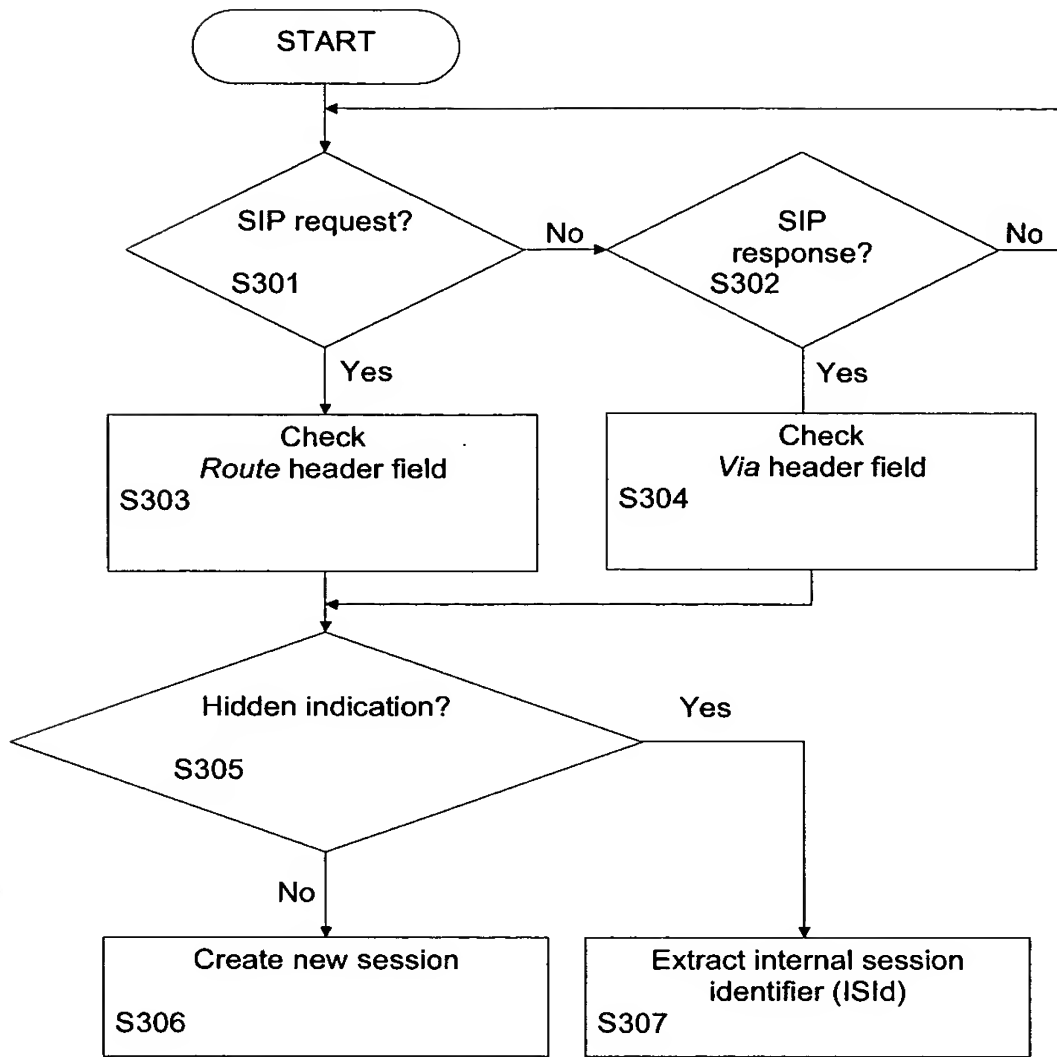 START
SIP request?
S301
No
SIP
response?
S302
No
Yes
Yes
Check
Route header field
S303
Check
Via header field
S304
Hidden indication?
S305
Yes
No
Create new session
S306
Extract internal session
identifier (ISId)
S307